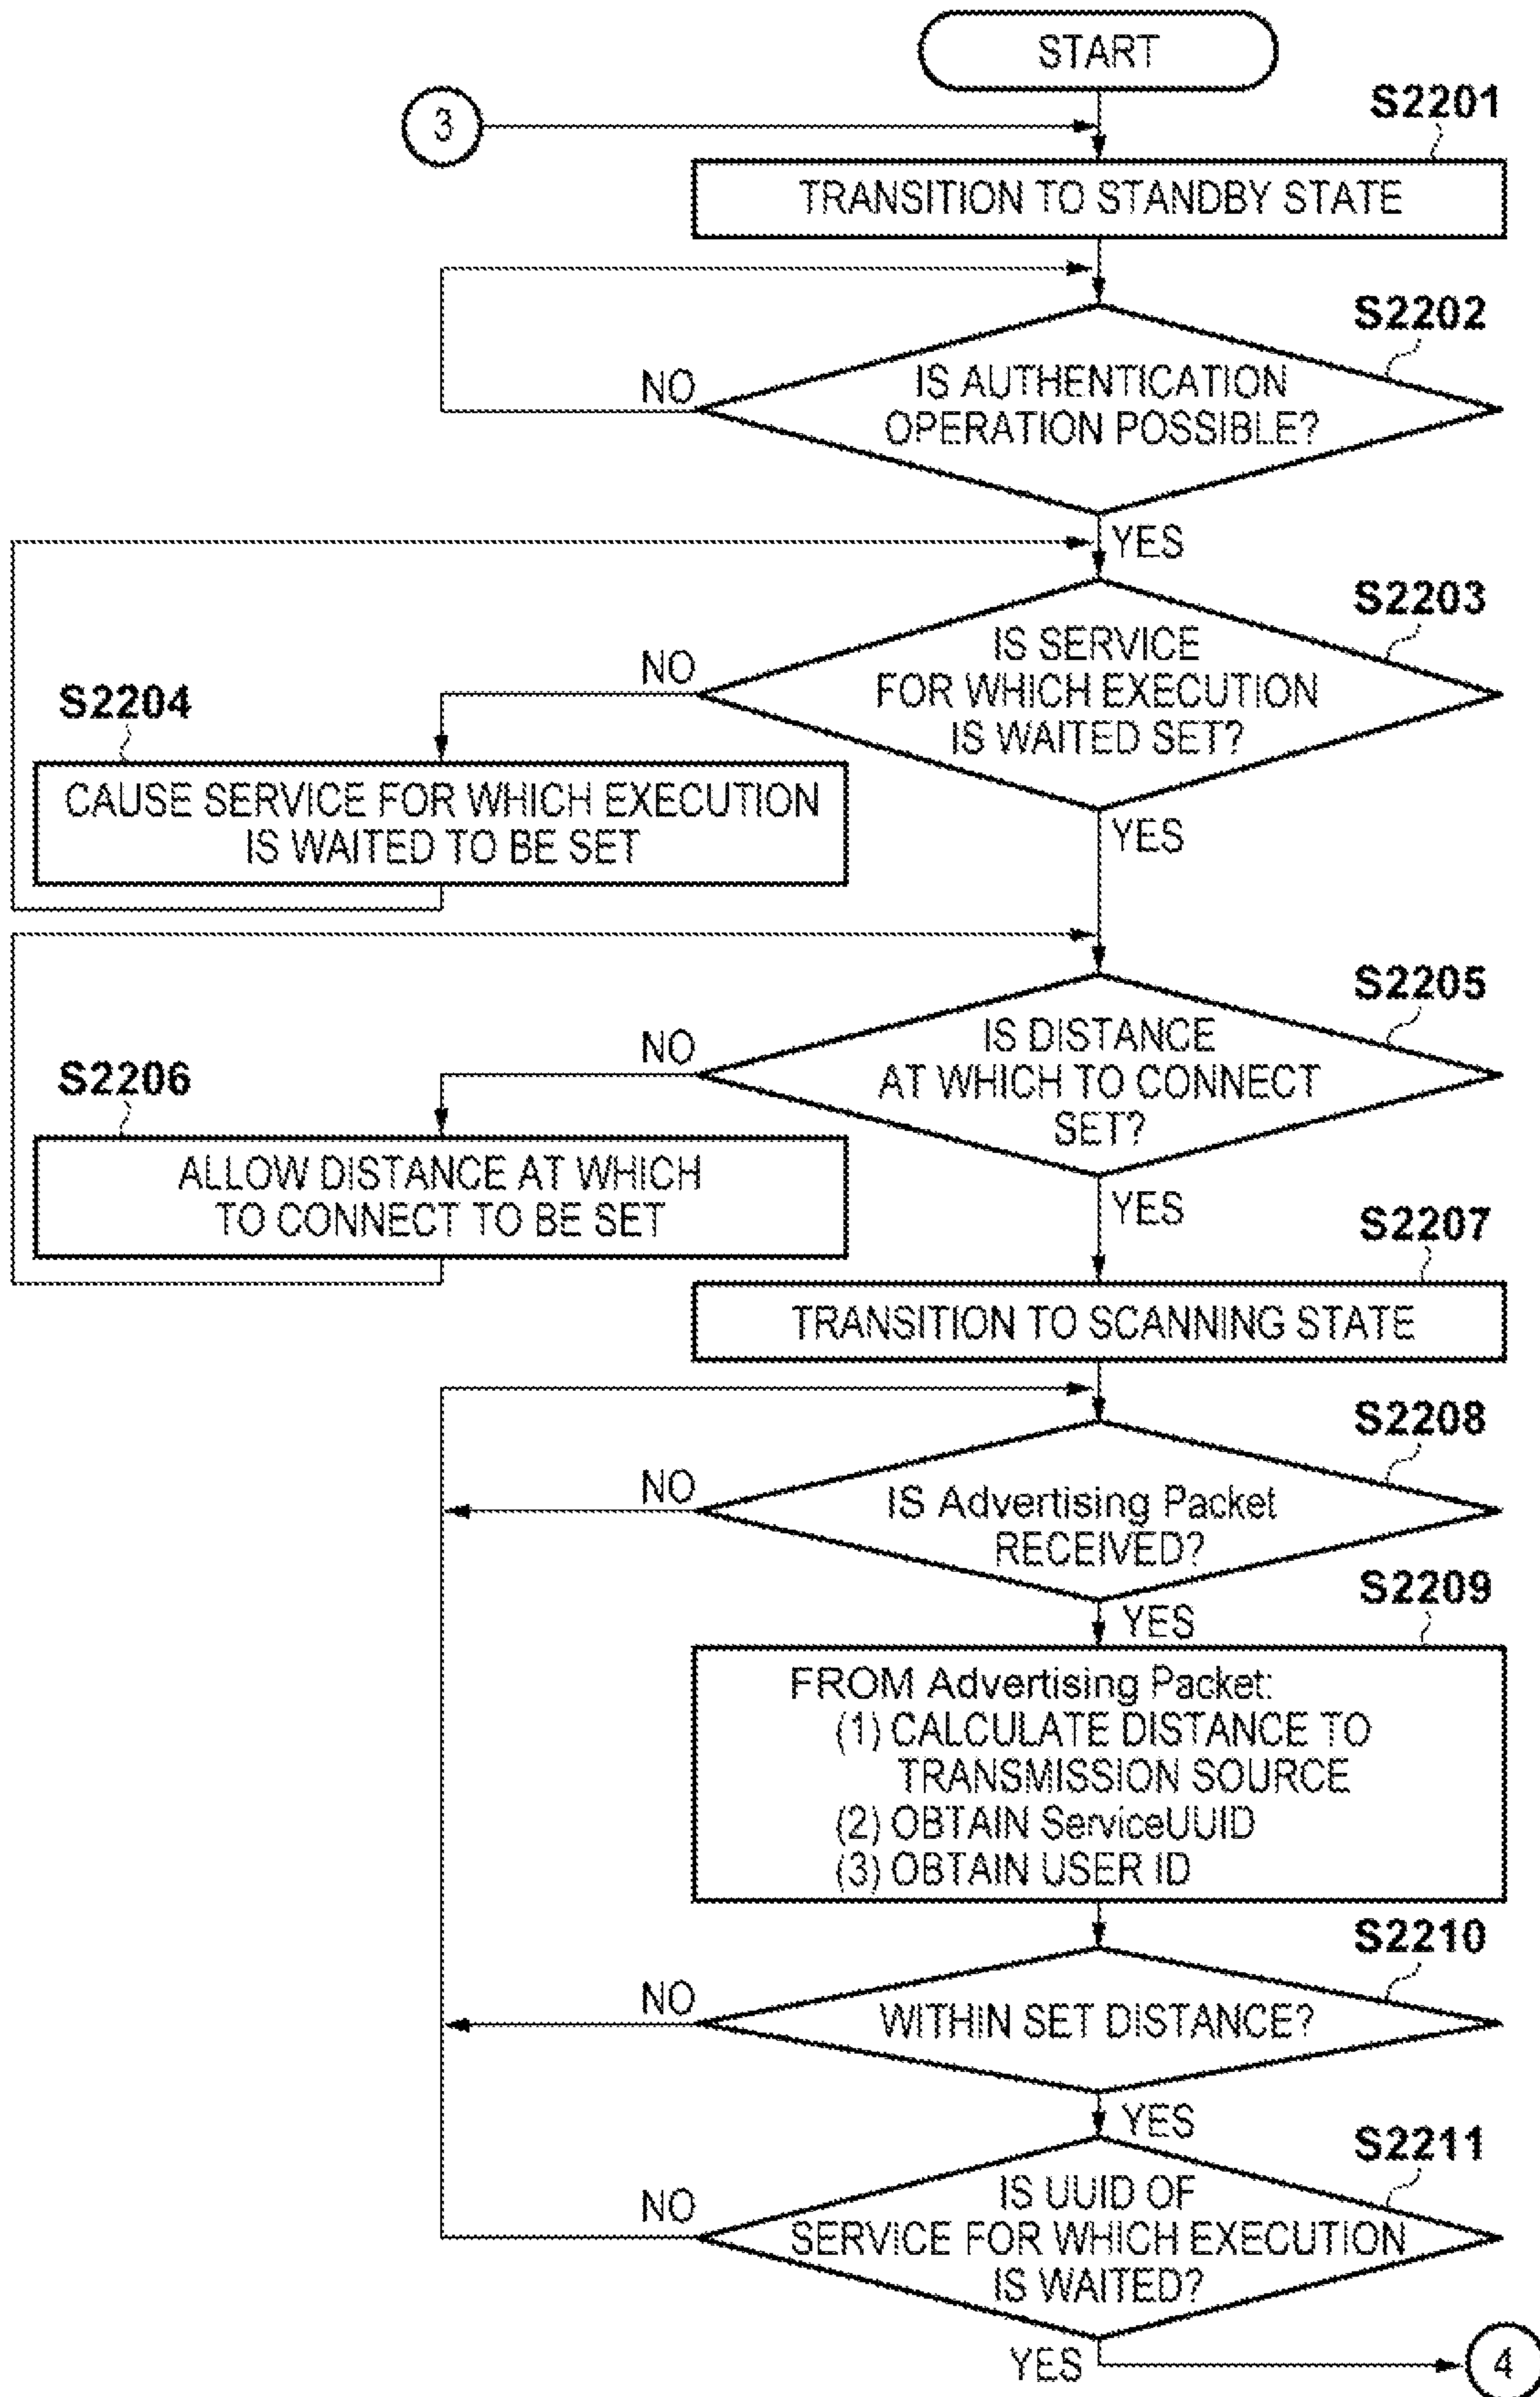 START
3
S2201
TRANSITION TO STANDBY STATE
S2202
IS AUTHENTICATION
OPERATION POSSIBLE?
NO
YES
S2203
IS SERVICE
FOR WHICH EXECUTION
IS WAITED SET?
NO
S2204
CAUSE SERVICE FOR WHICH EXECUTION
IS WAITED TO BE SET
YES
S2205
IS DISTANCE
AT WHICH TO CONNECT
SET?
NO
S2206
ALLOW DISTANCE AT WHICH
TO CONNECT TO BE SET
YES
S2207
TRANSITION TO SCANNING STATE
S2208
IS Advertising Packet
RECEIVED?
NO
YES
S2209
FROM Advertising Packet:
(1) CALCULATE DISTANCE TO
TRANSMISSION SOURCE
(2) OBTAIN ServiceUUID
(3) OBTAIN USER ID
S2210
WITHIN SET DISTANCE?
NO
YES
S2211
IS UUID OF
SERVICE FOR WHICH EXECUTION
IS WAITED?
NO
YES
4